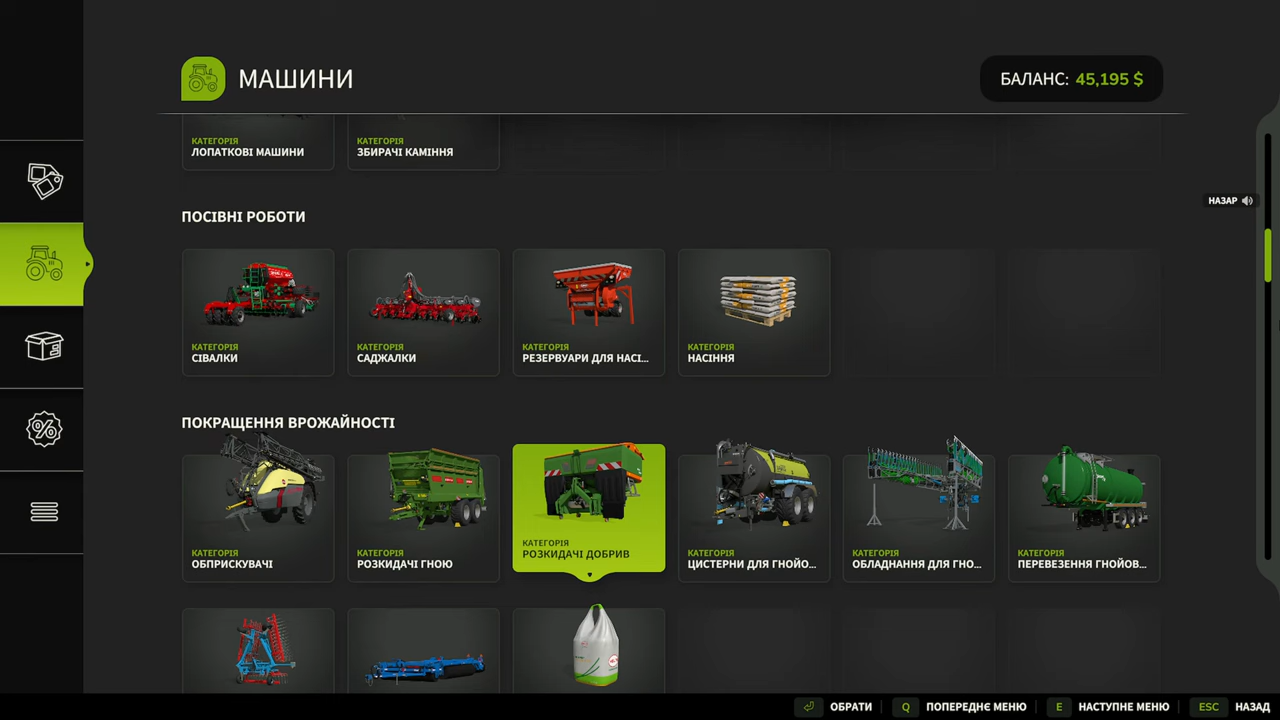 МАШИНИ
БАЛАНС: 45,195 $
КАТЕГОРІЯ
ЛОПАТКОВІ МАШИНИ
КАТЕГОРІЯ
ЗБИРАЧІ КАМІННЯ
НАЗАР
ПОСІВНІ РОБОТИ
КАТЕГОРІЯ
СІВАЛКИ
КАТЕГОРІЯ
САДЖАЛКИ
КАТЕГОРІЯ
РЕЗЕРВУАРИ ДЛЯ НАСІ...
КАТЕГОРІЯ
НАСІННЯ
ПОКРАЩЕННЯ ВРОЖАЙНОСТІ
КАТЕГОРІЯ
ОБПРИСКУВАЧІ
КАТЕГОРІЯ
РОЗКИДАЧІ ГНОЮ
КАТЕГОРІЯ
РОЗКИДАЧІ ДОБРИВ
КАТЕГОРІЯ
ЦИСТЕРНИ ДЛЯ ГНОЙО...
КАТЕГОРІЯ
ОБЛАДНАННЯ ДЛЯ ГНО...
КАТЕГОРІЯ
ПЕРЕВЕЗЕННЯ ГНОЙОВ...
ОБРАТИ
Q ПОПЕРЕДНЄ МЕНЮ
E НАСТУПНЕ МЕНЮ
ESC НАЗАД